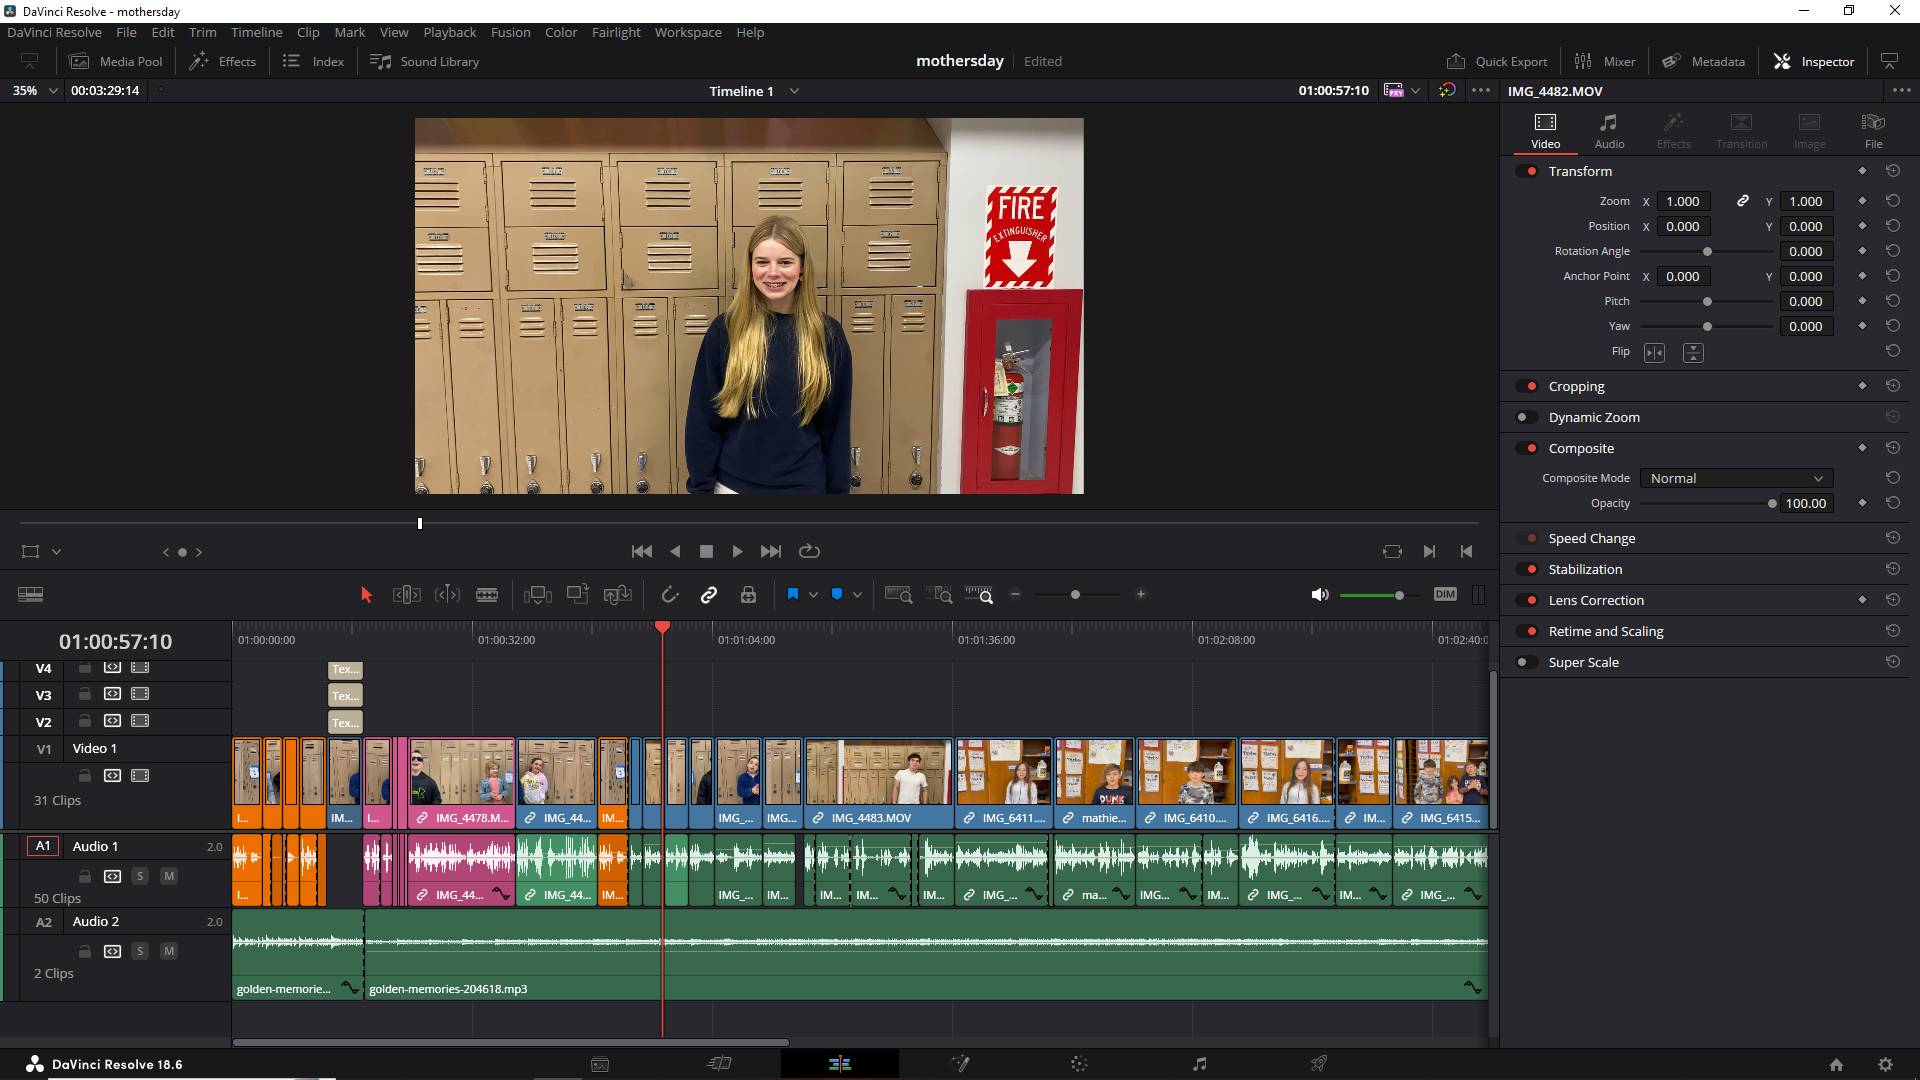 DaVinci Resolve - mothersday
DaVinci Resolve File Edit Trim Timeline Clip Mark View Playback Fusion Color Fairlight Workspace Help
Media Pool Effects Index Sound Library mothersday Edited Quick Export Mixer Metadata Inspector
35% 00:03:29:14 Timeline 1 01:00:57:10 PXY IMG_4482.MOV
Video Audio Effects Transition Image File
Transform
Zoom X 1.000 Y 1.000
Position X 0.000 Y 0.000
Rotation Angle 0.000
Anchor Point X 0.000 Y 0.000
Pitch 0.000
Yaw 0.000
Flip
Cropping
Dynamic Zoom
Composite
Composite Mode Normal
Opacity 100.00
Speed Change
Stabilization
Lens Correction
Retime and Scaling
Super Scale
FIRE
EXTINGUISHER
DIM
01:00:57:10 01:00:00:00 01:00:32:00 01:01:04:00 01:01:36:00 01:02:08:00 01:02:40:0
V4 Tex...
V3 Tex...
V2 Tex...
V1 Video 1
31 Clips
I... IM... I... IMG_4478.M... IMG_44... IM... IMG_... IMG... IMG_4483.MOV IMG_6411.... mathie... IMG_6410.... IMG_6416.... IM... IMG_6415...
A1 Audio 1 2.0
S M
50 Clips
I... IMG_44... IMG_44... IM... IMG_... IM... IM... IM... IM... IMG_... ma... IMG... IM... IMG_... IM... IMG_...
A2 Audio 2 2.0
S M
2 Clips
golden-memorie... golden-memories-204618.mp3
DaVinci Resolve 18.6